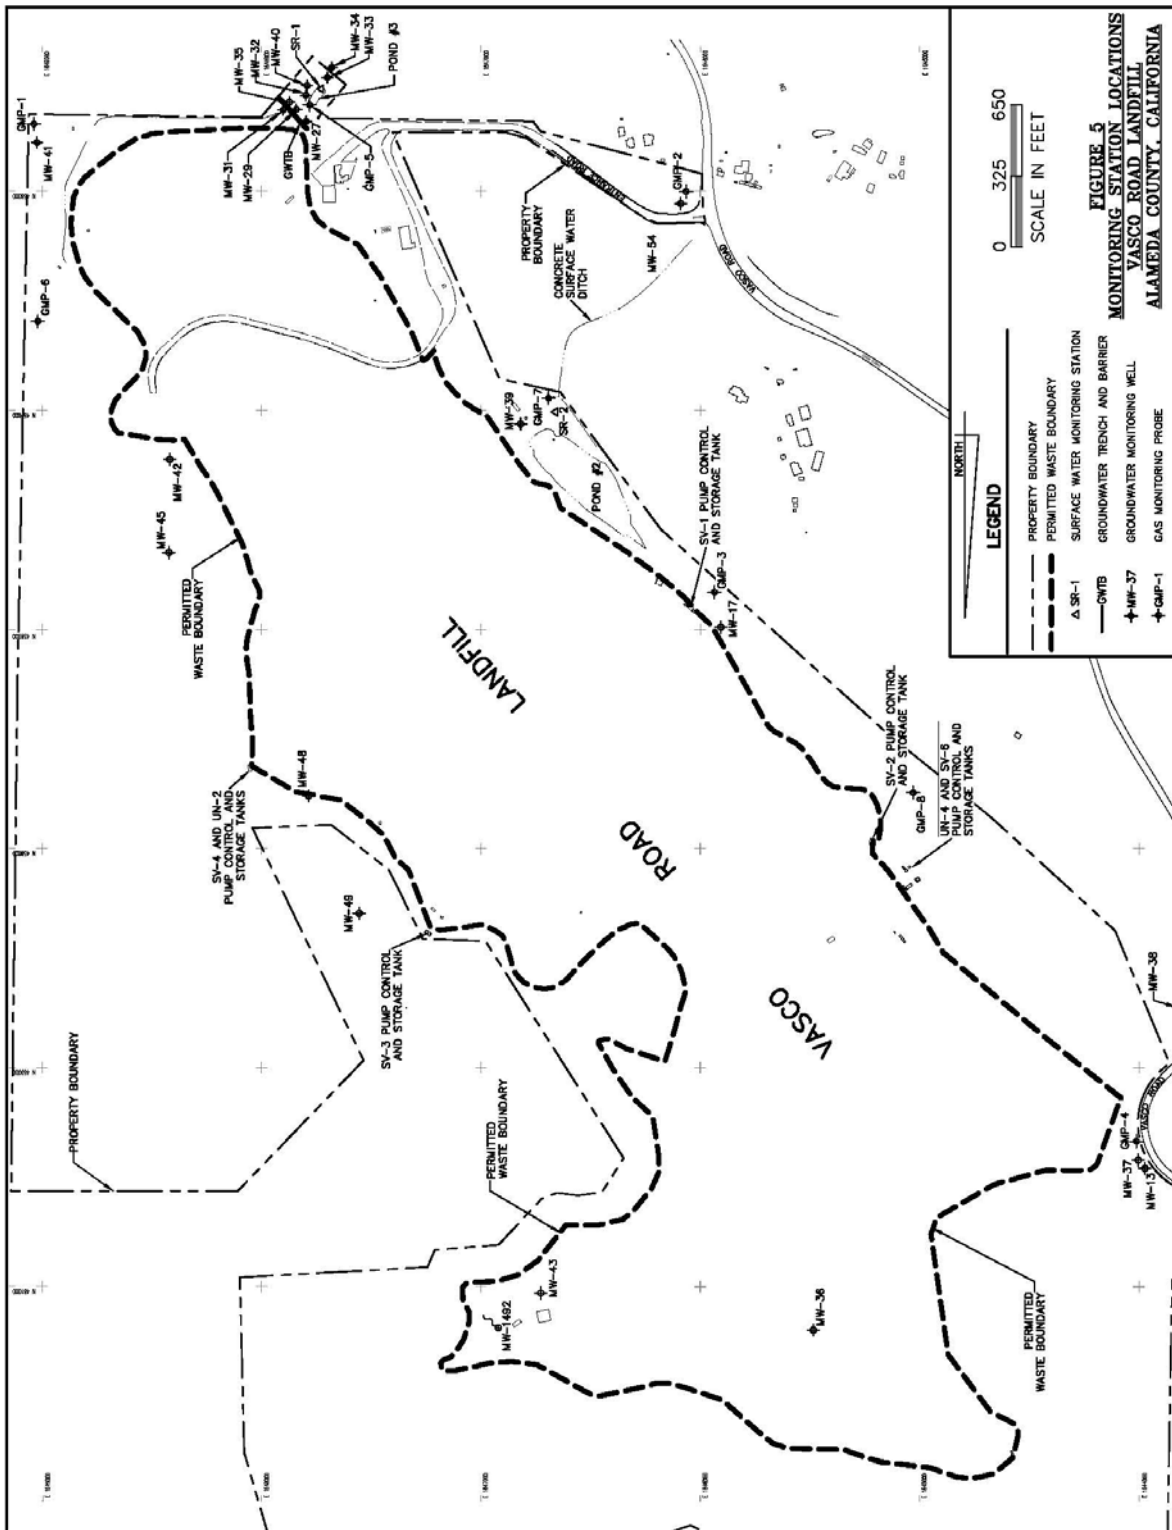 GMP-1
MW-41
GMP-6
MW-35
MW-32
MW-40
SR-1
MW-34
MW-33
POND #3
MW-31
MW-29
GWTB
MW-27
GMP-5
MW-42
MW-45
PERMITTED
WASTE BOUNDARY
PROPERTY
BOUNDARY
ENTRANCE ROAD
GMP-2
MW-54
CONCRETE
SURFACE WATER
DITCH
VASCO ROAD
MW-39
GMP-7
SR-2
POND #2
SV-1 PUMP CONTROL
AND STORAGE TANK
GMP-3
MW-17
LANDFILL
ROAD
VASCO
SV-4 AND UN-2
PUMP CONTROL AND
STORAGE TANKS
MW-48
MW-49
SV-3 PUMP CONTROL
AND STORAGE TANK
SV-2 PUMP CONTROL
AND STORAGE TANK
GMP-8
UN-4 AND SV-6
PUMP CONTROL AND
STORAGE TANKS
PROPERTY BOUNDARY
PERMITTED
WASTE BOUNDARY
MW-38
VASCO ROAD
GMP-4
MW-37
MW-13
MW-43
MW-1492
MW-36
PERMITTED
WASTE BOUNDARY
NORTH
LEGEND
PROPERTY BOUNDARY
PERMITTED WASTE BOUNDARY
SR-1 SURFACE WATER MONITORING STATION
GWTB GROUNDWATER TRENCH AND BARRIER
MW-37 GROUNDWATER MONITORING WELL
GMP-1 GAS MONITORING PROBE
0 325 650
SCALE IN FEET
FIGURE 5
MONITORING STATION LOCATIONS
VASCO ROAD LANDFILL
ALAMEDA COUNTY, CALIFORNIA